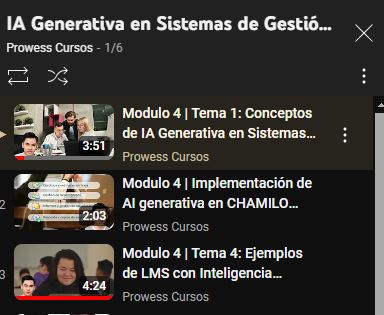 IA Generativa en Sistemas de Gestió...
Prowess Cursos - 1/6
3:51
Modulo 4 | Tema 1: Conceptos
de IA Generativa en Sistemas...
Prowess Cursos
2
2:03
Modulo 4 | Implementación de
AI generativa en CHAMILO...
Prowess Cursos
3
4:24
Modulo 4 | Tema 4: Ejemplos
de LMS con Inteligencia...
Prowess Cursos